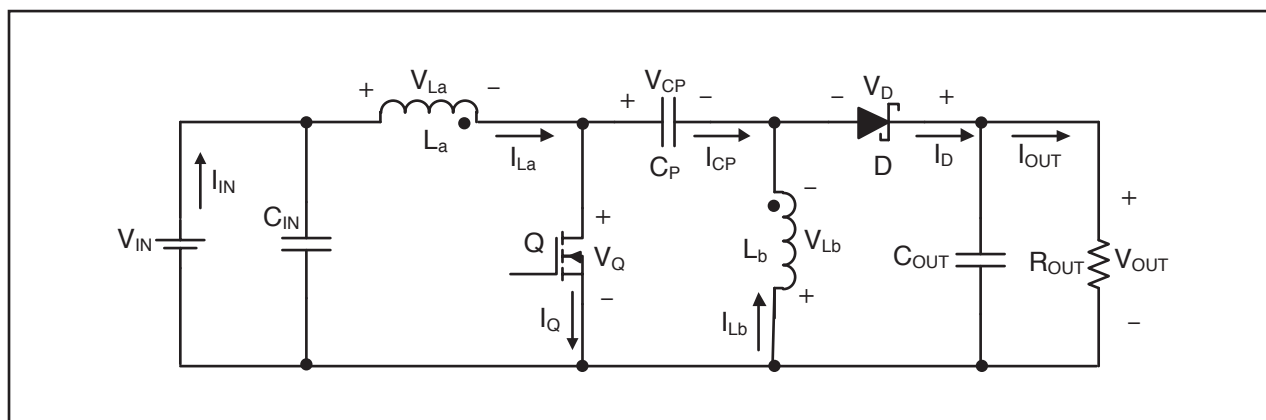 V_La
+ −
L_a
I_La
V_CP
+ −
C_P
I_CP
V_D
− +
D
I_D
I_OUT
I_IN
V_IN
C_IN
Q
+
V_Q
−
I_Q
−
L_b
V_Lb
+
I_Lb
C_OUT
R_OUT
+
V_OUT
−